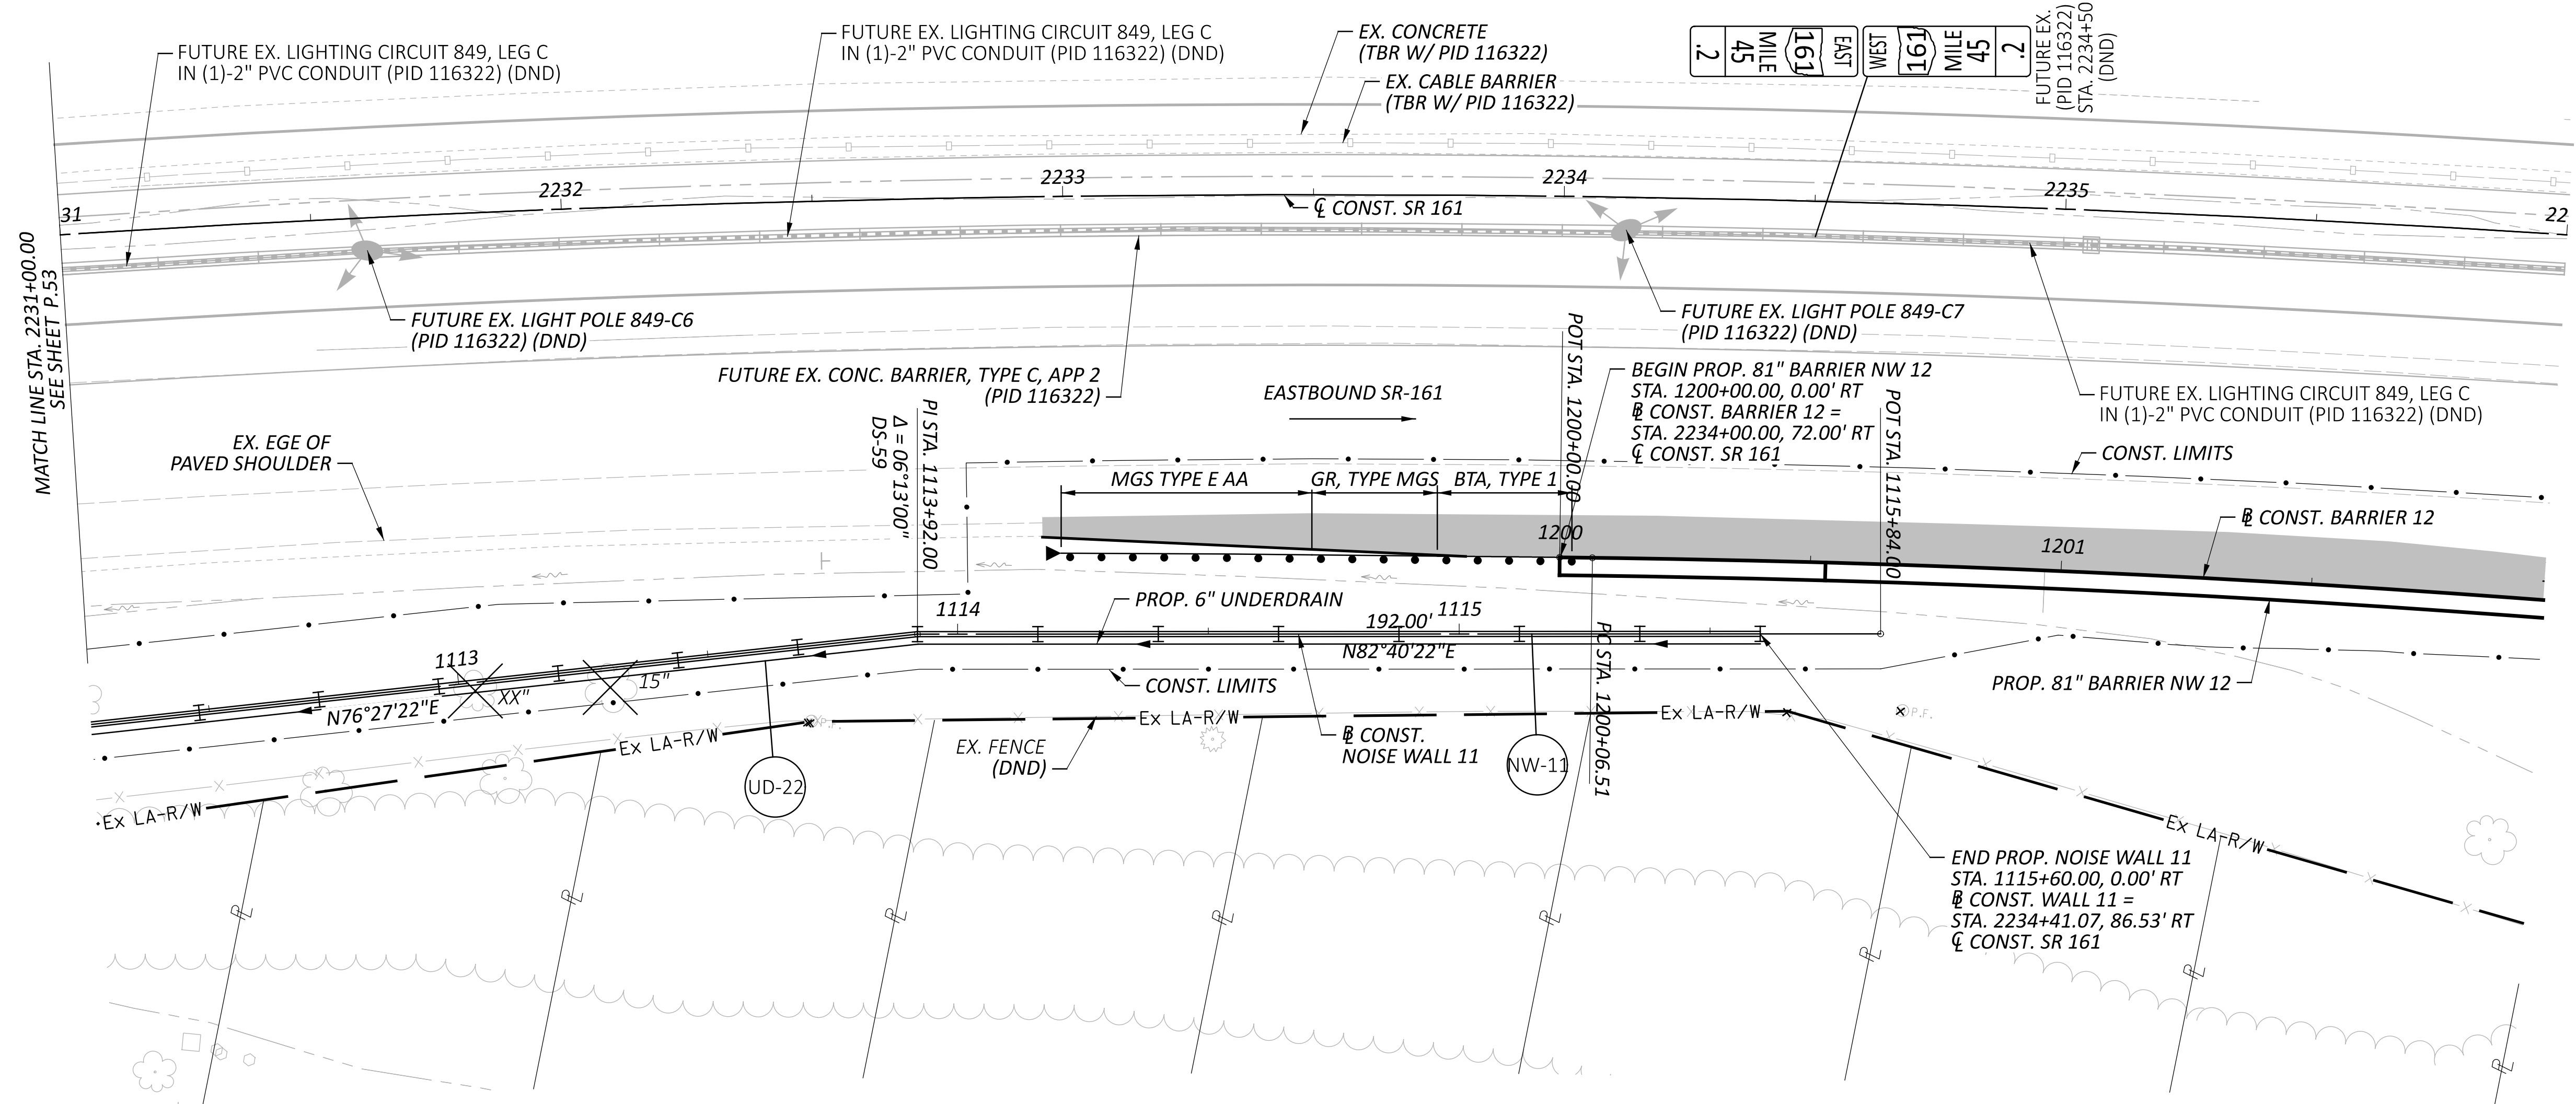 FUTURE EX. LIGHTING CIRCUIT 849, LEG C
IN (1)-2" PVC CONDUIT (PID 116322) (DND)
FUTURE EX. LIGHTING CIRCUIT 849, LEG C
IN (1)-2" PVC CONDUIT (PID 116322) (DND)
EX. CONCRETE
(TBR W/ PID 116322)
EX. CABLE BARRIER
(TBR W/ PID 116322)
EAST
161
MILE
45
.2
WEST
161
MILE
45
.2
FUTURE EX.
(PID 116322)
STA. 2234+50
(DND)
31
2232
2233
2234
2235
22
℄ CONST. SR 161
MATCH LINE STA. 2231+00.00
SEE SHEET P.53
FUTURE EX. LIGHT POLE 849-C6
(PID 116322) (DND)
FUTURE EX. LIGHT POLE 849-C7
(PID 116322) (DND)
FUTURE EX. CONC. BARRIER, TYPE C, APP 2
(PID 116322)
EASTBOUND SR-161
POT STA. 1200+00.00
BEGIN PROP. 81" BARRIER NW 12
STA. 1200+00.00, 0.00' RT
BL CONST. BARRIER 12 =
STA. 2234+00.00, 72.00' RT
℄ CONST. SR 161
POT STA. 1115+84.00
FUTURE EX. LIGHTING CIRCUIT 849, LEG C
IN (1)-2" PVC CONDUIT (PID 116322) (DND)
CONST. LIMITS
EX. EGE OF
PAVED SHOULDER
PI STA. 1113+92.00
Δ = 06°13'00"
DS-59
MGS TYPE E AA
GR, TYPE MGS
BTA, TYPE 1
1200
1201
BL CONST. BARRIER 12
1113
1114
1115
PROP. 6" UNDERDRAIN
192.00'
N82°40'22"E
PC STA. 1200+06.51
N76°27'22"E
XX"
15"
CONST. LIMITS
PROP. 81" BARRIER NW 12
Ex LA-R/W
Ex LA-R/W
Ex LA-R/W
Ex LA-R/W
Ex LA-R/W
P.F.
P.F.
EX. FENCE
(DND)
BL CONST.
NOISE WALL 11
UD-22
NW-11
END PROP. NOISE WALL 11
STA. 1115+60.00, 0.00' RT
BL CONST. WALL 11 =
STA. 2234+41.07, 86.53' RT
℄ CONST. SR 161
PL
PL
PL
PL
PL
PL
PL
PL